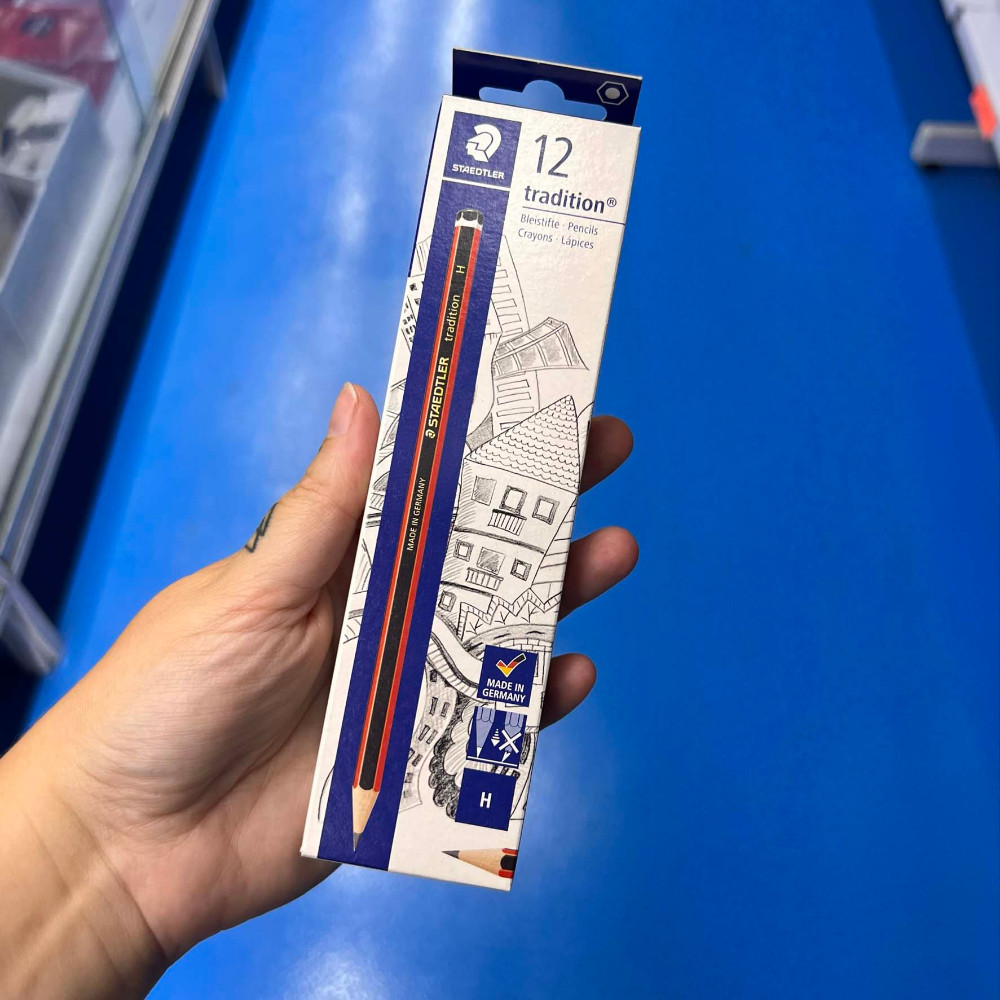 STAEDTLER
12
tradition®
Bleistifte · Pencils
Crayons · Lápices
MADE IN GERMANY STAEDTLER tradition H
MADE IN
GERMANY
H